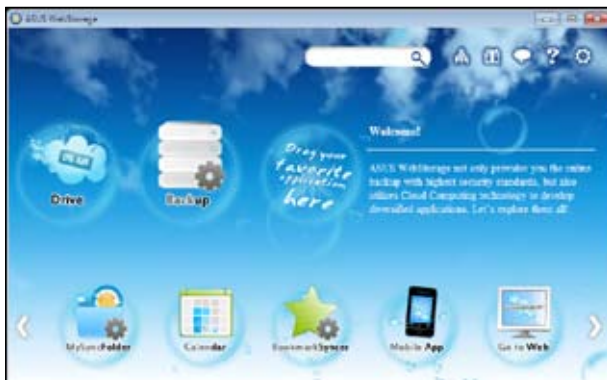 ASUS WebStorage
Welcome!
ASUS WebStorage not only provides you the online
backup with highest security standards, but also
utilizes Cloud Computing technology to develop
diversified applications. Let's explore them all!
Drag your
favorite
application
here
Drive
Backup
MySyncFolder
Calendar
BookmarkSyncer
Mobile App
Go to Web